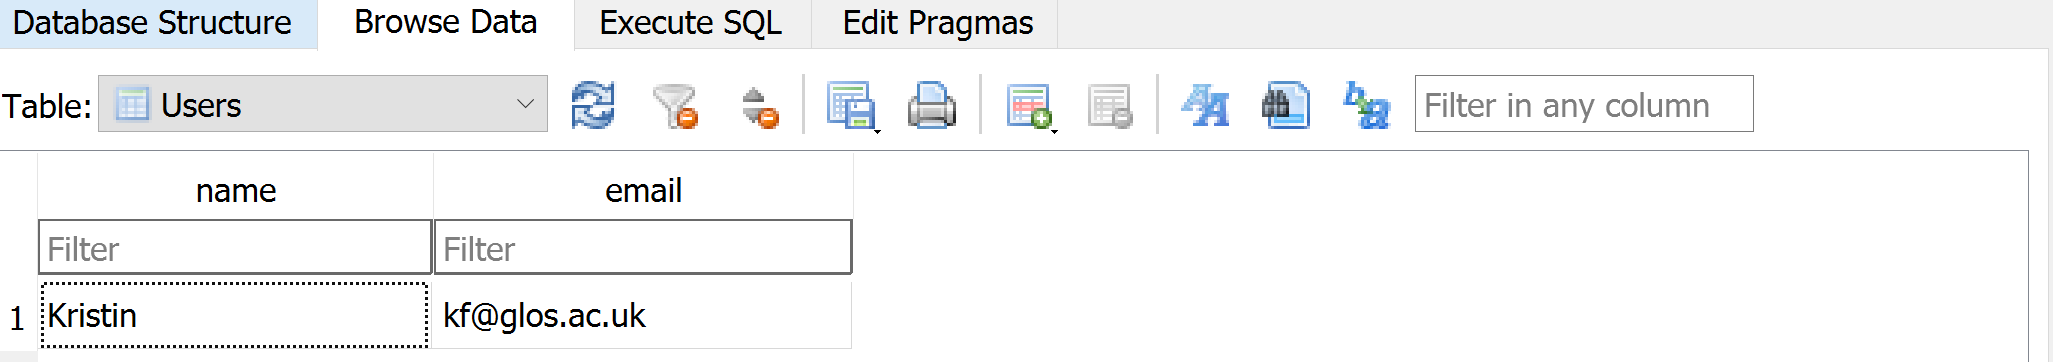 Database Structure Browse Data Execute SQL Edit Pragmas
Table: Users Filter in any column
name email
Filter Filter
1 Kristin kf@glos.ac.uk